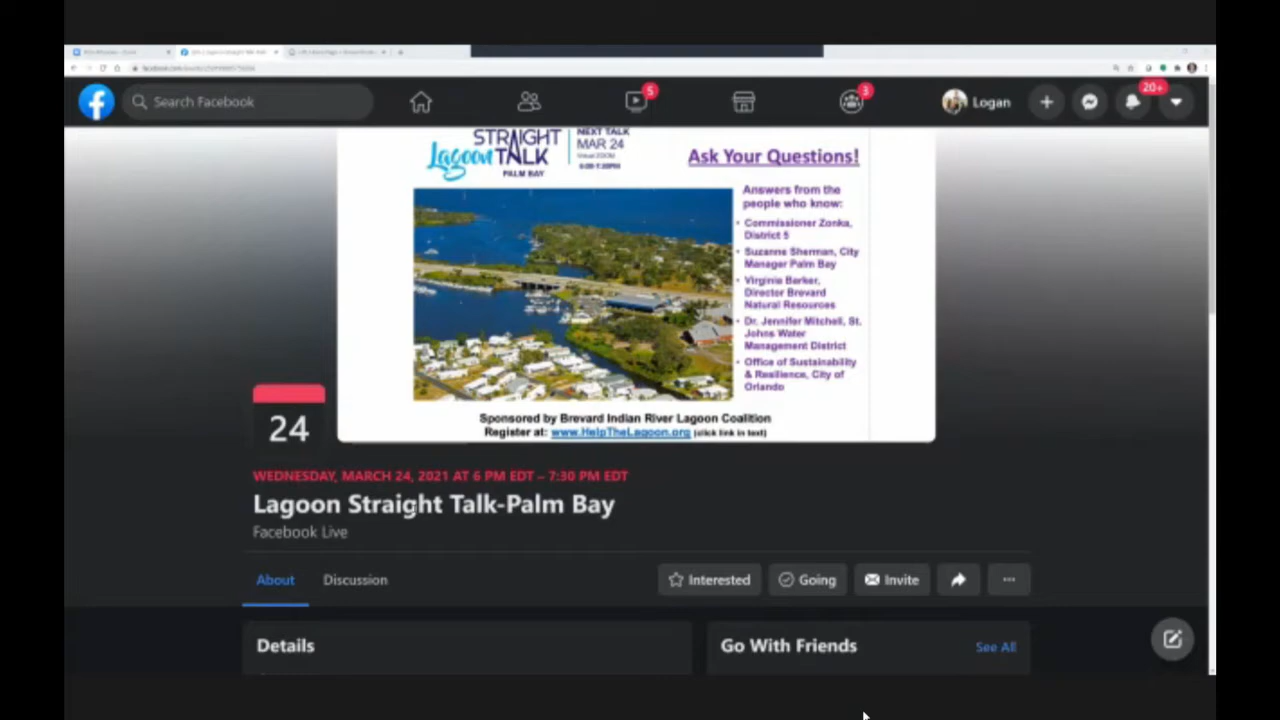 Search Facebook
5
3
Logan
20+
STRAIGHT
Lagoon TALK
PALM BAY
NEXT TALK
MAR 24
Ask Your Questions!
Answers from the
people who know:
• Commissioner Zonka,
District 5
• Suzanne Sherman, City
Manager Palm Bay
• Virginia Barker,
Director Brevard
Natural Resources
• Dr. Jennifer Mitchell, St.
Johns Water
Management District
• Office of Sustainability
& Resilience, City of
Orlando
Sponsored by Brevard Indian River Lagoon Coalition
Register at: www.HelpTheLagoon.org (click link in text)
24
WEDNESDAY, MARCH 24, 2021 AT 6 PM EDT – 7:30 PM EDT
Lagoon Straight Talk-Palm Bay
Facebook Live
About
Discussion
Interested
Going
Invite
Details
Go With Friends
See All